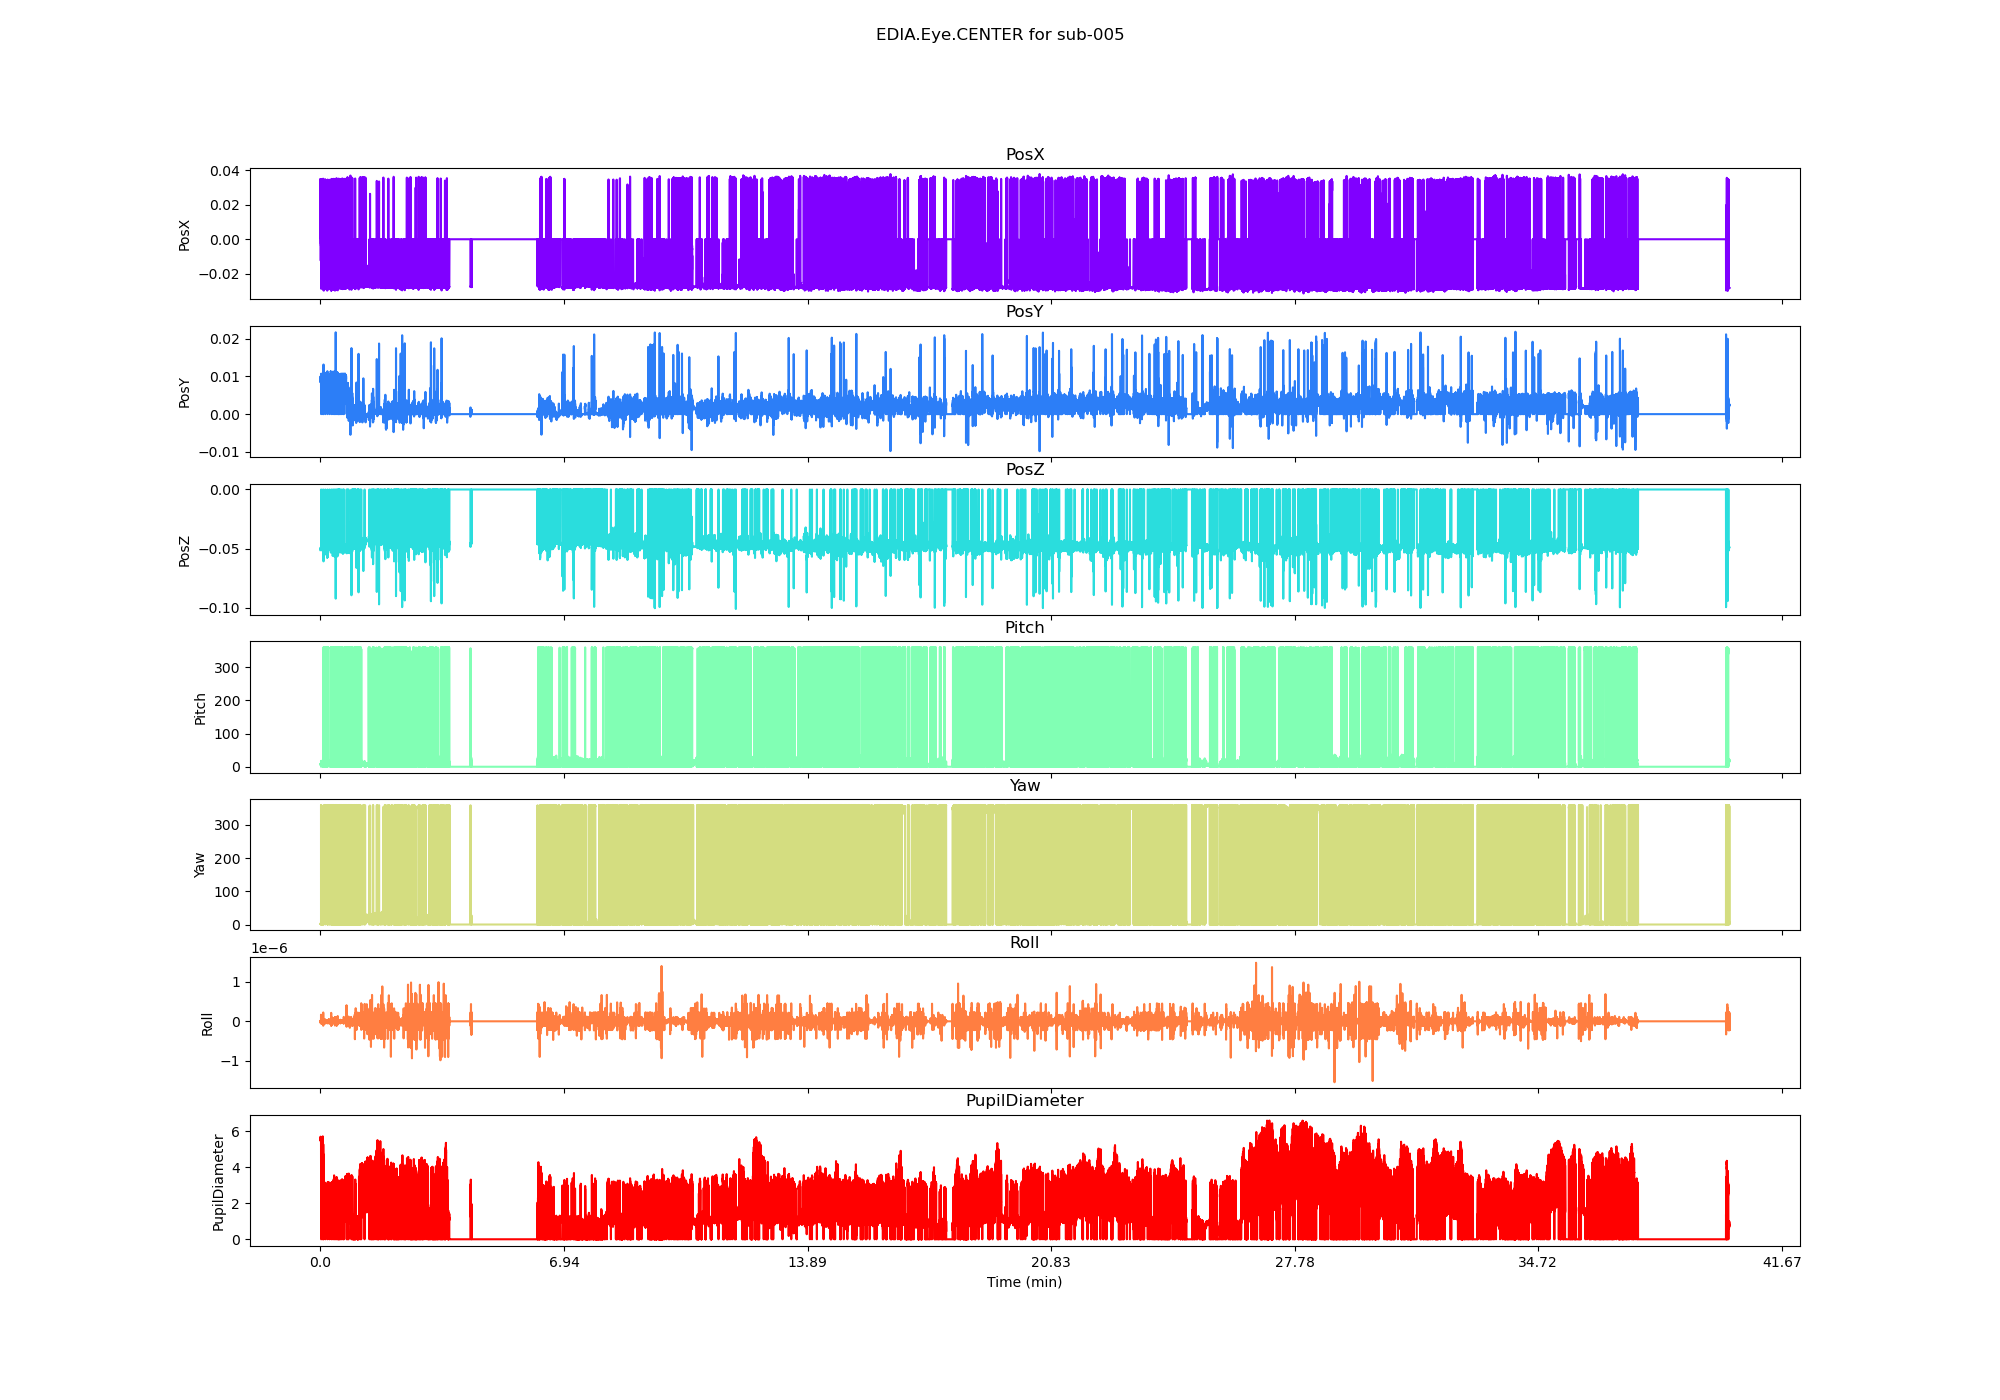 EDIA.Eye.CENTER for sub-005
PosX
0.04
0.02
0.00
−0.02
PosX
PosY
0.02
0.01
0.00
−0.01
PosY
PosZ
0.00
−0.05
−0.10
PosZ
Pitch
300
200
100
0
Pitch
Yaw
300
200
100
0
Yaw
1e−6
Roll
1
0
−1
Roll
PupilDiameter
6
4
2
0
PupilDiameter
0.0 6.94 13.89 20.83 27.78 34.72 41.67
Time (min)